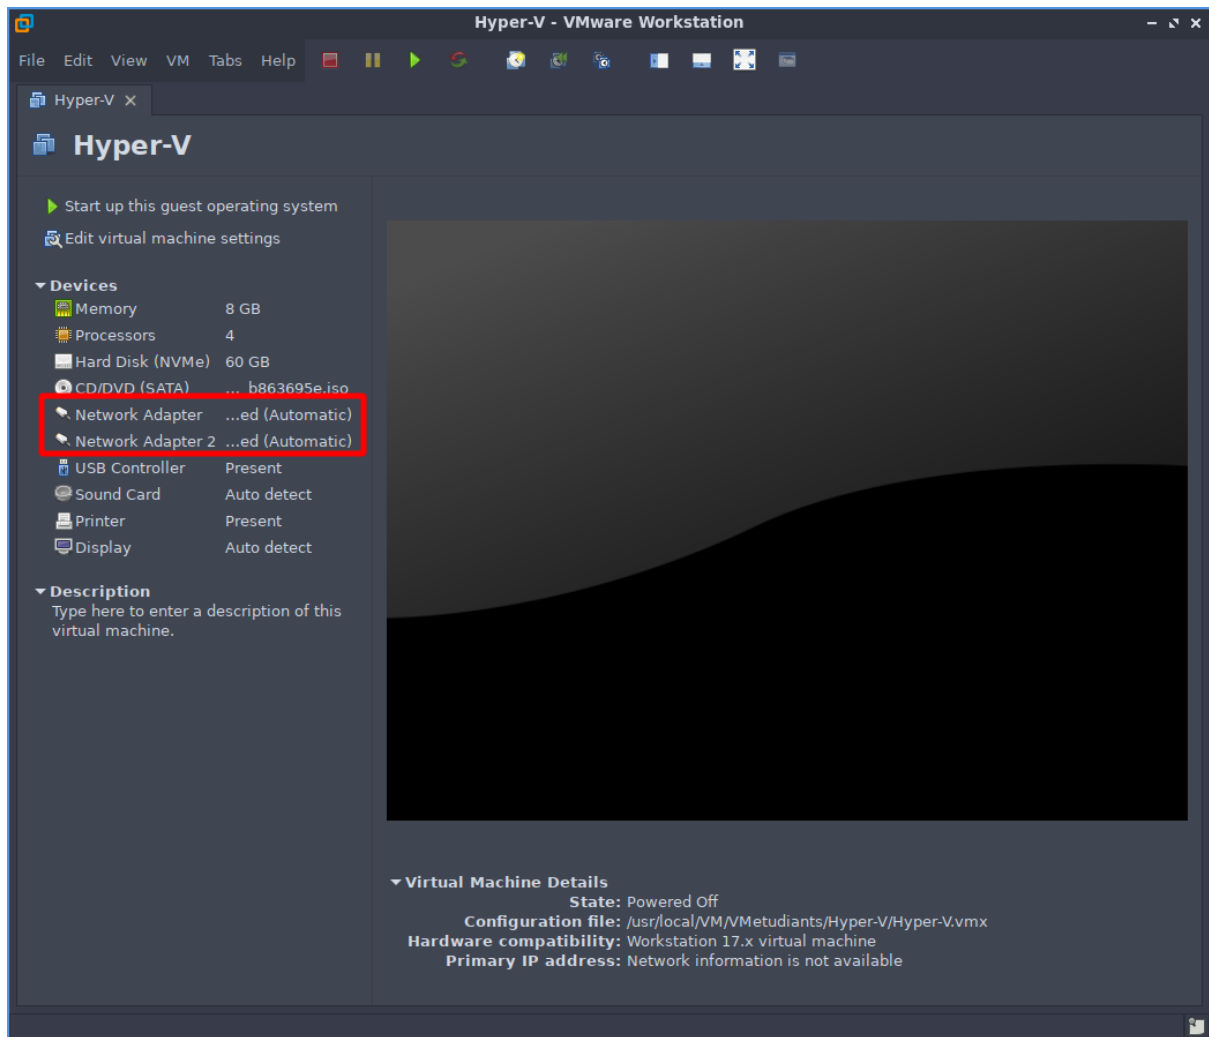 Hyper-V - VMware Workstation
File Edit View VM Tabs Help
Hyper-V
Hyper-V
Start up this guest operating system
Edit virtual machine settings
Devices
Memory 8 GB
Processors 4
Hard Disk (NVMe) 60 GB
CD/DVD (SATA) ... b863695e.iso
Network Adapter ...ed (Automatic)
Network Adapter 2 ...ed (Automatic)
USB Controller Present
Sound Card Auto detect
Printer Present
Display Auto detect
Description
Type here to enter a description of this
virtual machine.
Virtual Machine Details
State: Powered Off
Configuration file: /usr/local/VM/VMetudiants/Hyper-V/Hyper-V.vmx
Hardware compatibility: Workstation 17.x virtual machine
Primary IP address: Network information is not available